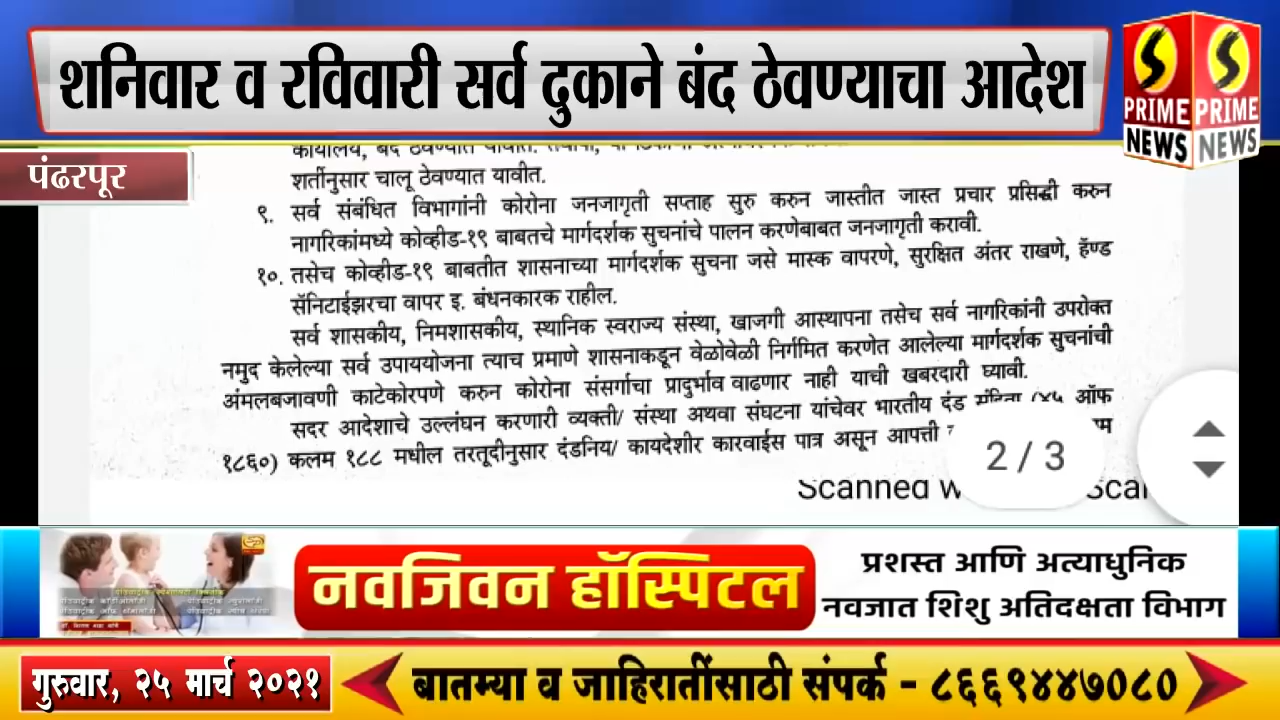 शनिवार व रविवारी सर्व दुकाने बंद ठेवण्याचा आदेश
S PRIME NEWS
S PRIME NEWS
पंढरपूर
कार्यालय, बंद ठेवण्यात यावीत. तथापी,
शर्तीनुसार चालू ठेवण्यात यावीत.
९. सर्व संबंधित विभागांनी कोरोना जनजागृती सप्ताह सुरु करुन जास्तीत जास्त प्रचार प्रसिद्धी करुन
नागरिकांमध्ये कोव्हीड-१९ बाबतचे मार्गदर्शक सुचनांचे पालन करणेबाबत जनजागृती करावी.
१०. तसेच कोव्हीड-१९ बाबतीत शासनाच्या मार्गदर्शक सुचना जसे मास्क वापरणे, सुरक्षित अंतर राखणे, हॅण्ड
सॅनिटाईझरचा वापर इ. बंधनकारक राहील.
सर्व शासकीय, निमशासकीय, स्थानिक स्वराज्य संस्था, खाजगी आस्थापना तसेच सर्व नागरिकांनी उपरोक्त
नमुद केलेल्या सर्व उपाययोजना त्याच प्रमाणे शासनाकडून वेळोवेळी निर्गमित करणेत आलेल्या मार्गदर्शक सुचनांची
अंमलबजावणी काटेकोरपणे करुन कोरोना संसर्गाचा प्रादुर्भाव वाढणार नाही याची खबरदारी घ्यावी.
सदर आदेशाचे उल्लंघन करणारी व्यक्ती/ संस्था अथवा संघटना यांचेवर भारतीय दंड संहिता (४५ ऑफ
१८६०) कलम १८८ मधील तरतूदीनुसार दंडनिय/ कायदेशीर कारवाईस पात्र असून आपत्ती
2 / 3
Scanned
नवजिवन हॉस्पिटल
प्रशस्त आणि अत्याधुनिक
नवजात शिशु अतिदक्षता विभाग
गुरुवार, २५ मार्च २०२१
बातम्या व जाहिरातींसाठी संपर्क - ८६६९४४७०८०